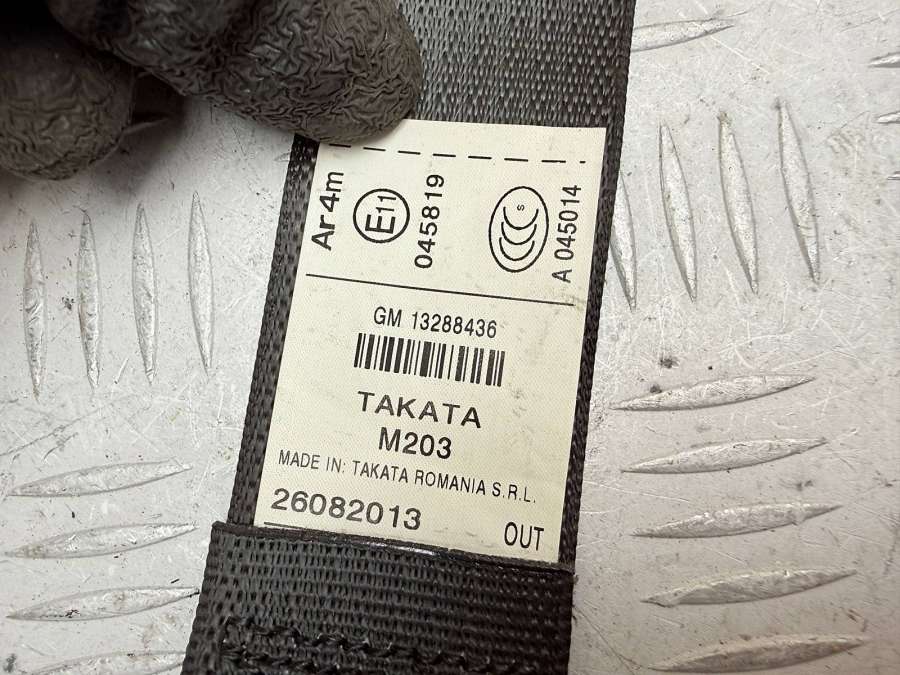 Ar4m
E11
045819
S
A 045014
GM 13288436
TAKATA
M203
MADE IN: TAKATA ROMANIA S.R.L.
26082013
OUT